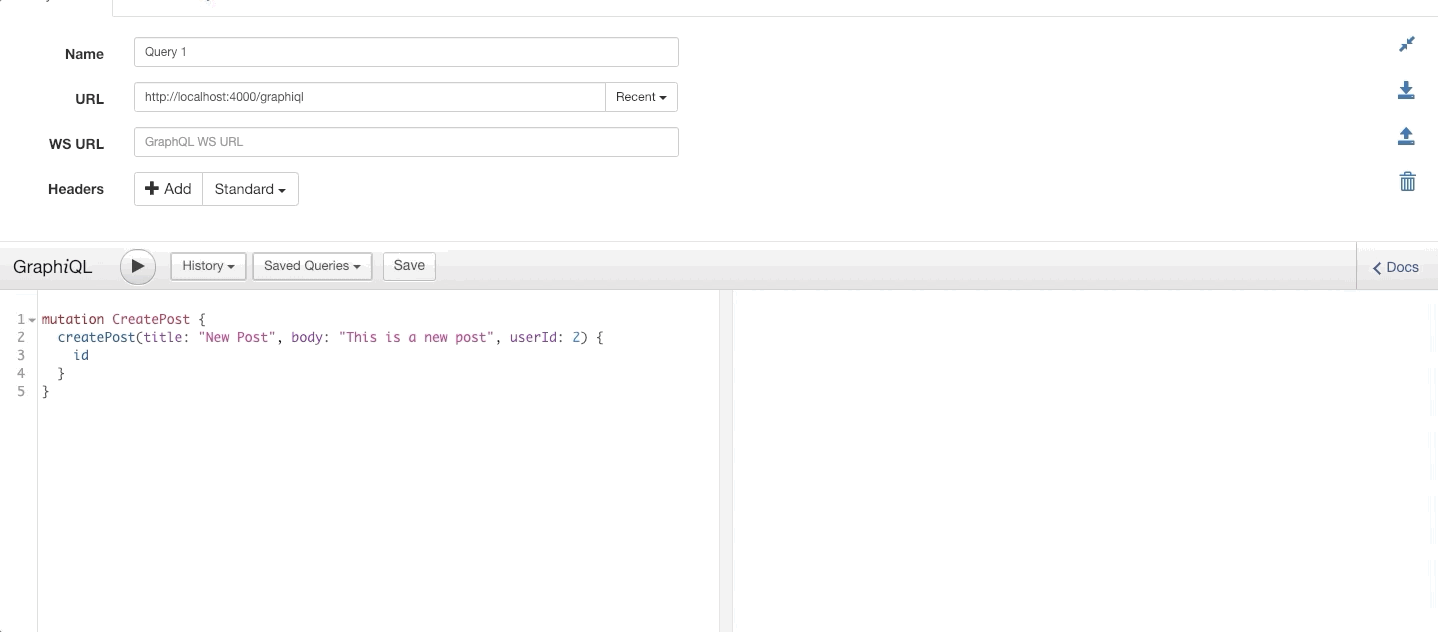 Name Query 1
URL http://localhost:4000/graphiql Recent
WS URL GraphQL WS URL
Headers Add Standard
GraphiQL History Saved Queries Save Docs
1 mutation CreatePost {
2 createPost(title: "New Post", body: "This is a new post", userId: 2) {
3 id
4 }
5 }